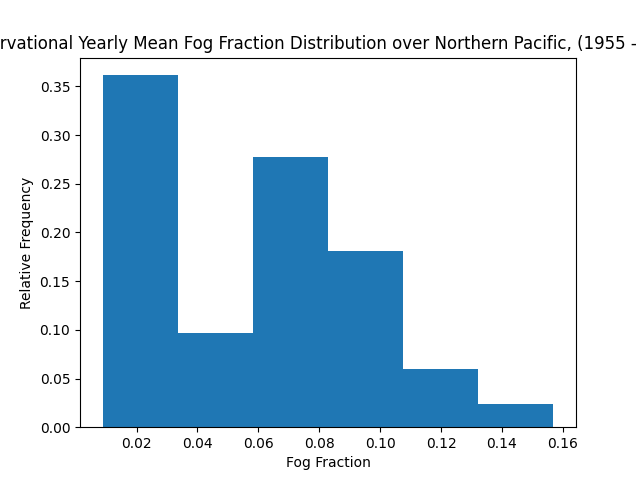 rvational Yearly Mean Fog Fraction Distribution over Northern Pacific, (1955 -
0.35
0.30
0.25
0.20
0.15
0.10
0.05
0.00
Relative Frequency
0.02 0.04 0.06 0.08 0.10 0.12 0.14 0.16
Fog Fraction